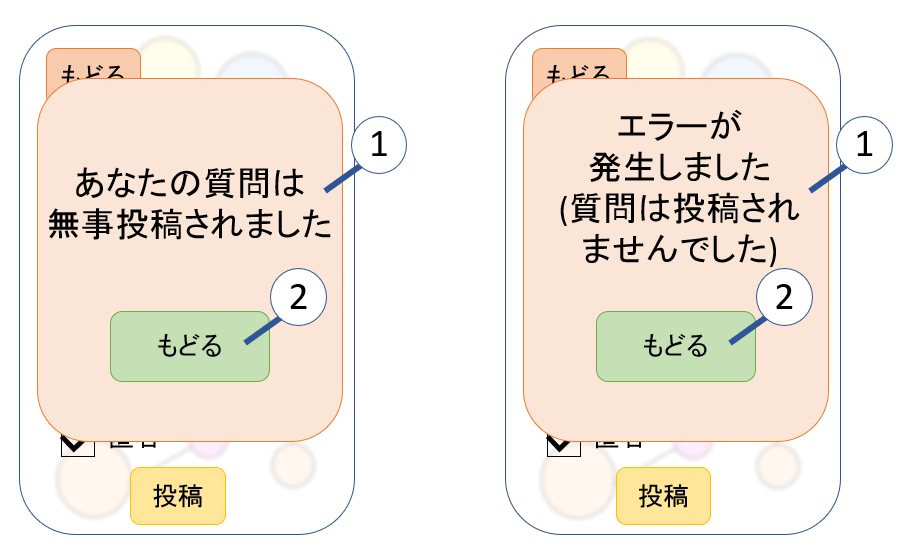 もどる
あなたの質問は
無事投稿されました
もどる
1
2
投稿
もどる
エラーが
発生しました
(質問は投稿され
ませんでした)
もどる
1
2
投稿